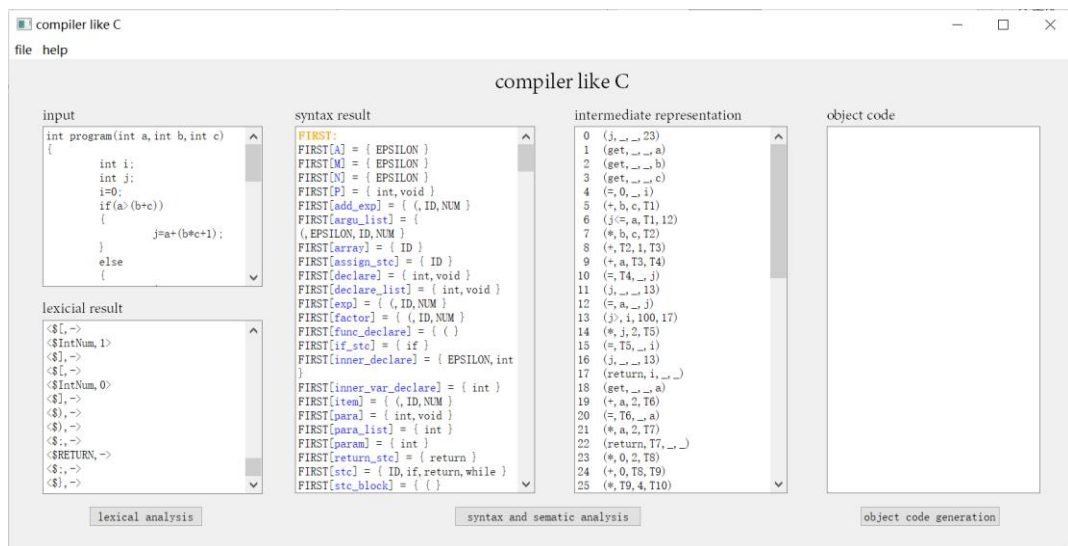 compiler like C
file help
compiler like C
input
int program(int a,int b,int c)
{
int i;
int j;
i=0;
if(a>(b+c))
{
j=a+(b*c+1);
}
else
{
lexicial result
<$[,->
<$IntNum,1>
<$],->
<$[,->
<$IntNum,0>
<$],->
<$),->
<$),->
<$;,->
<$RETURN,->
<$;,->
<$},->
lexical analysis
syntax result
FIRST:
FIRST[A] = { EPSILON }
FIRST[M] = { EPSILON }
FIRST[N] = { EPSILON }
FIRST[P] = { int,void }
FIRST[add_exp] = { (,ID,NUM }
FIRST[argu_list] = {
(,EPSILON,ID,NUM }
FIRST[array] = { ID }
FIRST[assign_stc] = { ID }
FIRST[declare] = { int,void }
FIRST[declare_list] = { int,void }
FIRST[exp] = { (,ID,NUM }
FIRST[factor] = { (,ID,NUM }
FIRST[func_declare] = { ( }
FIRST[if_stc] = { if }
FIRST[inner_declare] = { EPSILON,int
}
FIRST[inner_var_declare] = { int }
FIRST[item] = { (,ID,NUM }
FIRST[para] = { int,void }
FIRST[para_list] = { int }
FIRST[param] = { int }
FIRST[return_stc] = { return }
FIRST[stc] = { ID,if,return,while }
FIRST[stc_block] = { { }
syntax and sematic analysis
intermediate representation
0 (j,_,_,23)
1 (get,_,_,a)
2 (get,_,_,b)
3 (get,_,_,c)
4 (=,0,_,i)
5 (+,b,c,T1)
6 (j<=,a,T1,12)
7 (*,b,c,T2)
8 (+,T2,1,T3)
9 (+,a,T3,T4)
10 (=,T4,_,j)
11 (j,_,_,13)
12 (=,a,_,j)
13 (j>,i,100,17)
14 (*,j,2,T5)
15 (=,T5,_,i)
16 (j,_,_,13)
17 (return,i,_,_)
18 (get,_,_,a)
19 (+,a,2,T6)
20 (=,T6,_,a)
21 (*,a,2,T7)
22 (return,T7,_,_)
23 (*,0,2,T8)
24 (+,0,T8,T9)
25 (*,T9,4,T10)
object code
object code generation